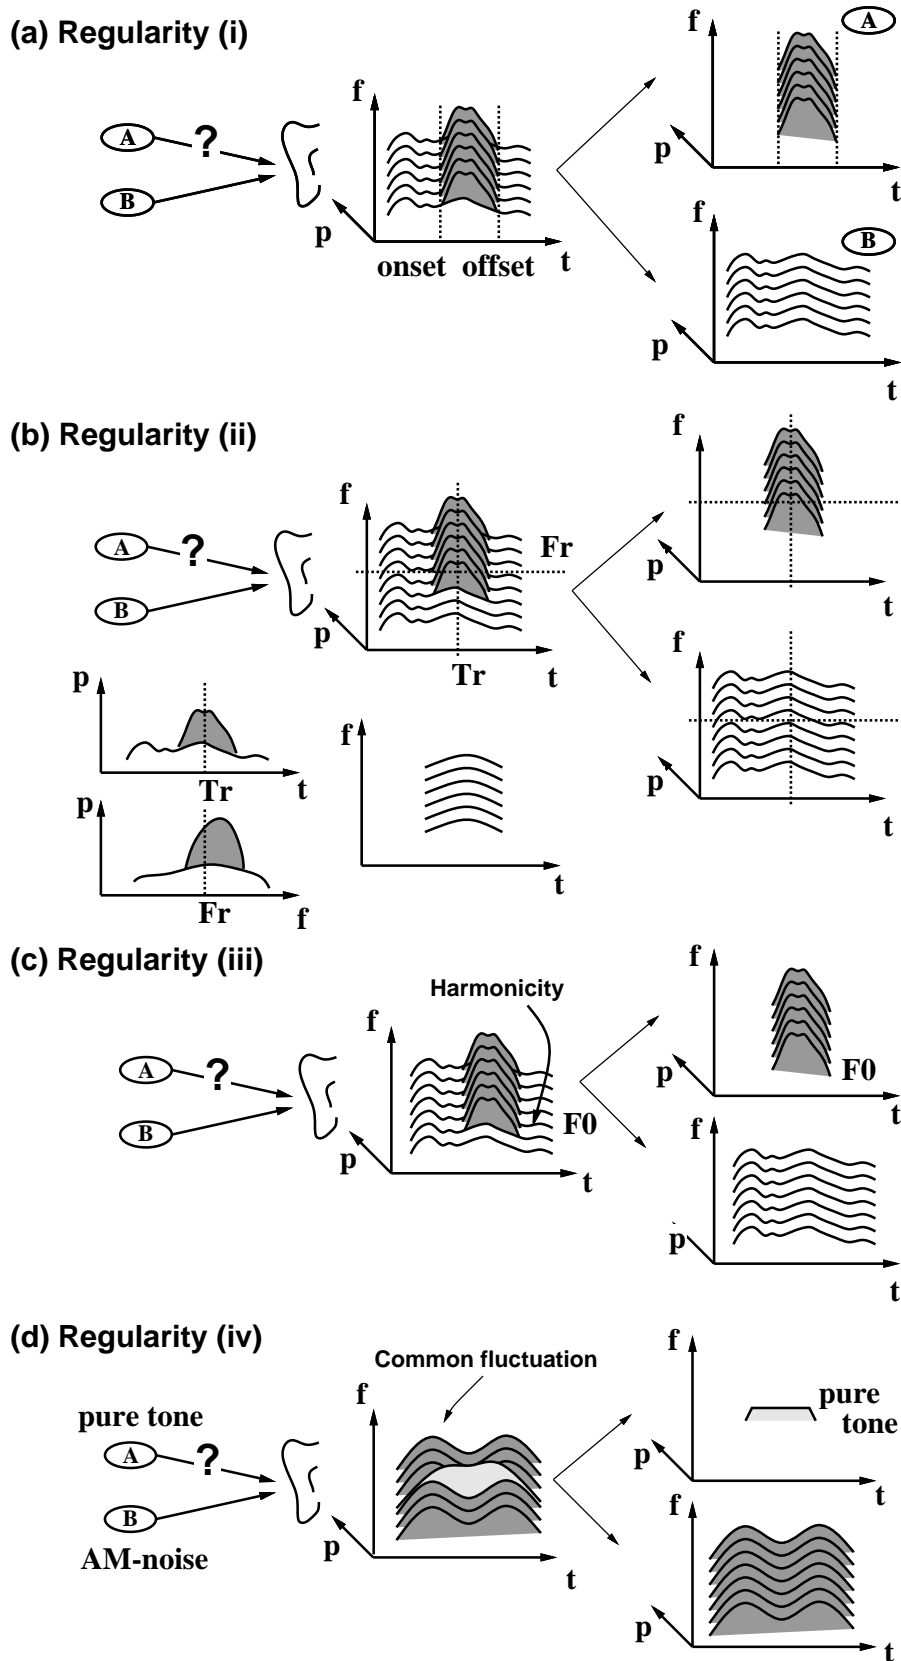 (a) Regularity (i)
A
B
?
f
p
t
onset offset
f
A
p
t
f
B
p
t
(b) Regularity (ii)
A
B
?
f
Fr
p
Tr
t
f
p
t
f
p
t
p
Tr
t
p
Fr
f
f
t
(c) Regularity (iii)
Harmonicity
A
B
?
f
F0
p
t
f
p
F0
t
f
p
t
(d) Regularity (iv)
Common fluctuation
pure tone
A
B
?
AM-noise
f
p
t
f
pure
tone
p
t
f
p
t